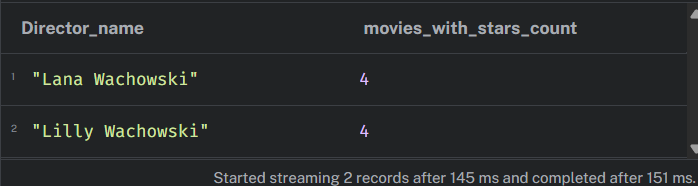 Director_name movies_with_stars_count
1 "Lana Wachowski" 4
2 "Lilly Wachowski" 4
Started streaming 2 records after 145 ms and completed after 151 ms.